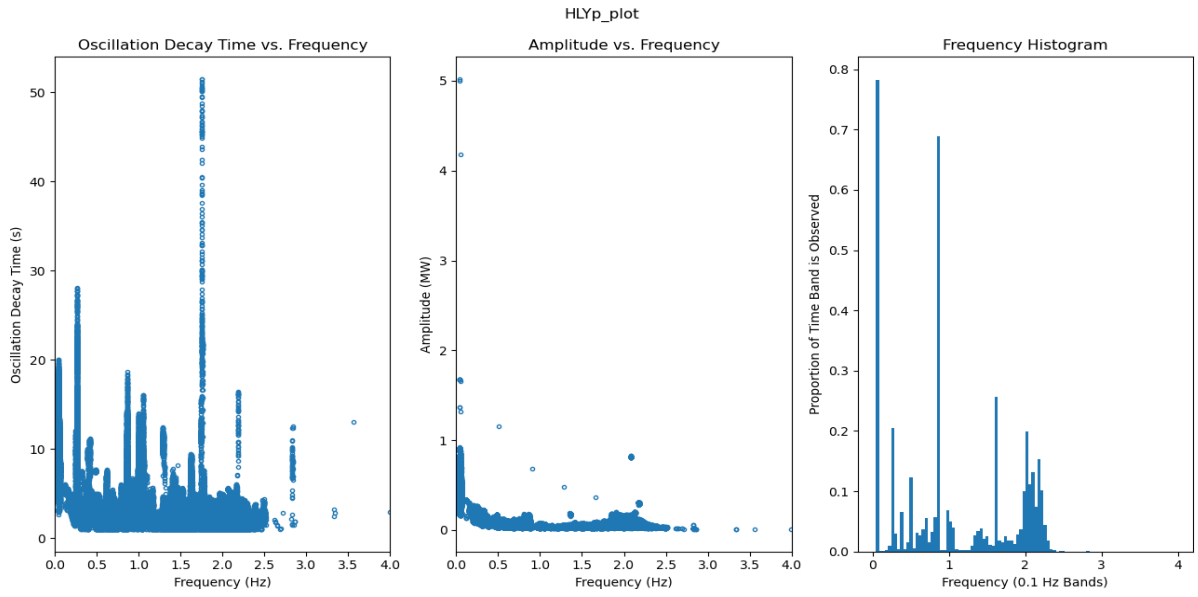 HLYp_plot
Oscillation Decay Time vs. Frequency
Oscillation Decay Time (s)
50
40
30
20
10
0
0.0 0.5 1.0 1.5 2.0 2.5 3.0 3.5 4.0
Frequency (Hz)
Amplitude vs. Frequency
Amplitude (MW)
5
4
3
2
1
0
0.0 0.5 1.0 1.5 2.0 2.5 3.0 3.5 4.0
Frequency (Hz)
Frequency Histogram
Proportion of Time Band is Observed
0.8
0.7
0.6
0.5
0.4
0.3
0.2
0.1
0.0
0 1 2 3 4
Frequency (0.1 Hz Bands)